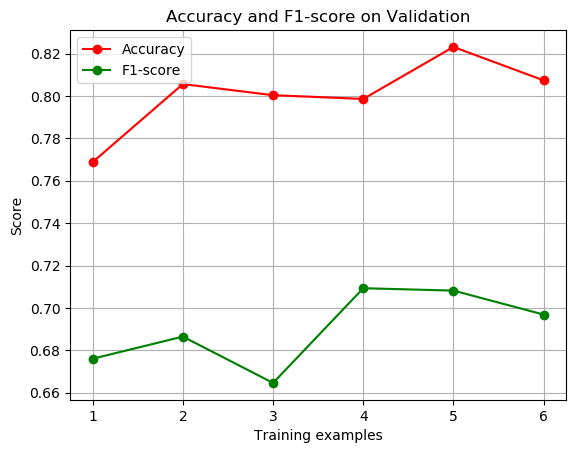 Accuracy and F1-score on Validation
Accuracy
F1-score
Score
0.82
0.80
0.78
0.76
0.74
0.72
0.70
0.68
0.66
1 2 3 4 5 6
Training examples